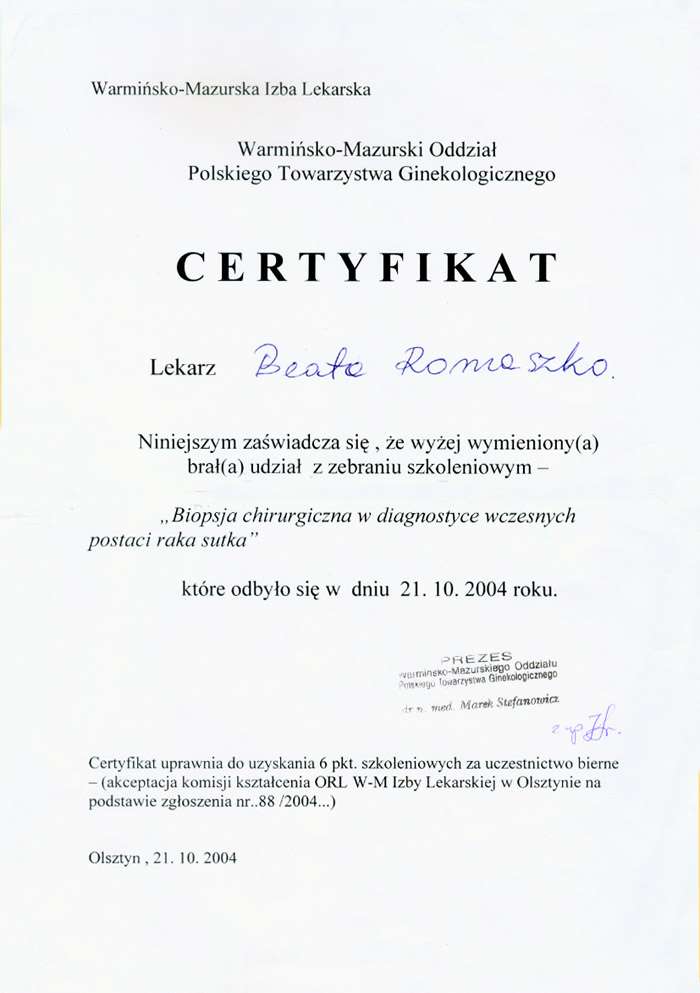 Warmińsko-Mazurska Izba Lekarska
Warmińsko-Mazurski Oddział
Polskiego Towarzystwa Ginekologicznego
CERTYFIKAT
Lekarz Beata Romaszko.
Niniejszym zaświadcza się , że wyżej wymieniony(a)
brał(a) udział z zebraniu szkoleniowym –
„Biopsja chirurgiczna w diagnostyce wczesnych
postaci raka sutka”
które odbyło się w dniu 21. 10. 2004 roku.
PREZES
Warmińsko-Mazurskiego Oddziału
Polskiego Towarzystwa Ginekologicznego
dr n. med. Marek Stefanowicz
Certyfikat uprawnia do uzyskania 6 pkt. szkoleniowych za uczestnictwo bierne
– (akceptacja komisji kształcenia ORL W-M Izby Lekarskiej w Olsztynie na
podstawie zgłoszenia nr..88 /2004...)
Olsztyn , 21. 10. 2004